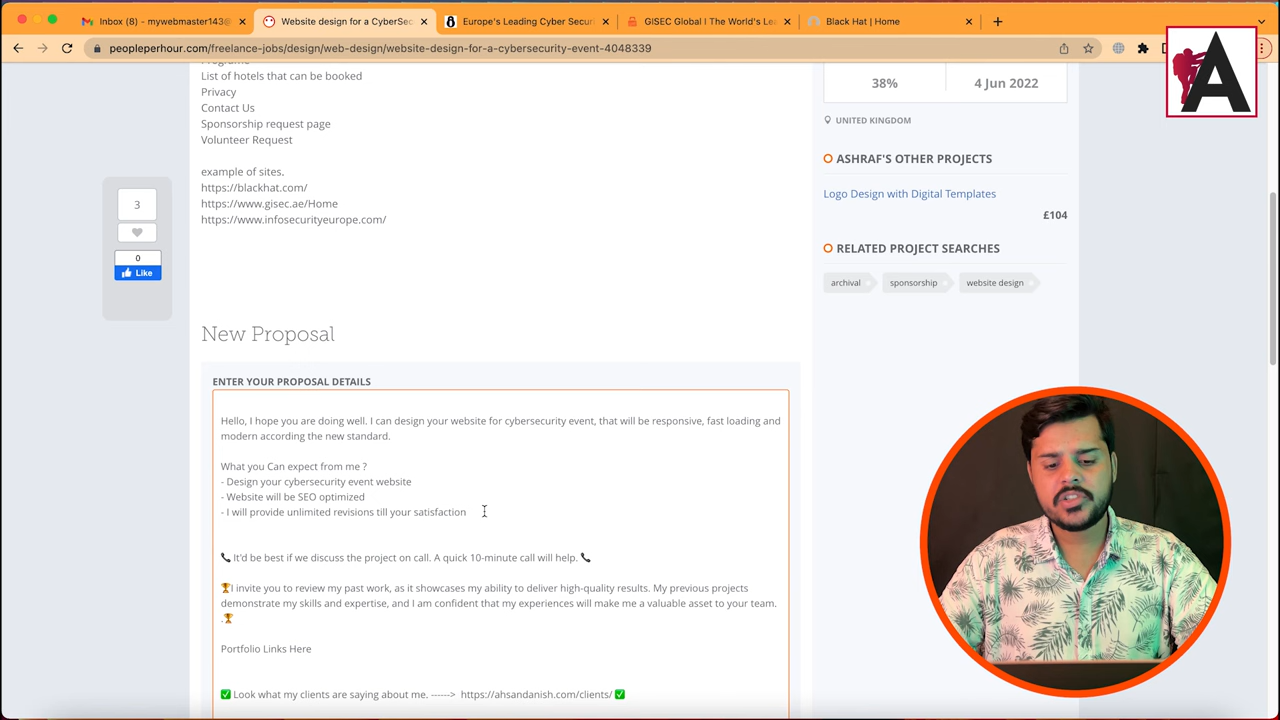 Inbox (8) - mywebmaster143@
Website design for a CyberSec
Europe's Leading Cyber Securi
GISEC Global I The World's Le
Black Hat | Home
peopleperhour.com/freelance-jobs/design/web-design/website-design-for-a-cybersecurity-event-4048339
A
List of hotels that can be booked
Privacy
Contact Us
Sponsorship request page
Volunteer Request
example of sites.
https://blackhat.com/
https://www.gisec.ae/Home
https://www.infosecurityeurope.com/
3
0
Like
38%
4 Jun 2022
UNITED KINGDOM
ASHRAF'S OTHER PROJECTS
Logo Design with Digital Templates
£104
RELATED PROJECT SEARCHES
archival
sponsorship
website design
New Proposal
ENTER YOUR PROPOSAL DETAILS
Hello, I hope you are doing well. I can design your website for cybersecurity event, that will be responsive, fast loading and
modern according the new standard.
What you Can expect from me ?
- Design your cybersecurity event website
- Website will be SEO optimized
- I will provide unlimited revisions till your satisfaction
📞 It'd be best if we discuss the project on call. A quick 10-minute call will help. 📞
🏆I invite you to review my past work, as it showcases my ability to deliver high-quality results. My previous projects
demonstrate my skills and expertise, and I am confident that my experiences will make me a valuable asset to your team.
.🏆
Portfolio Links Here
✅ Look what my clients are saying about me. ------> https://ahsandanish.com/clients/ ✅